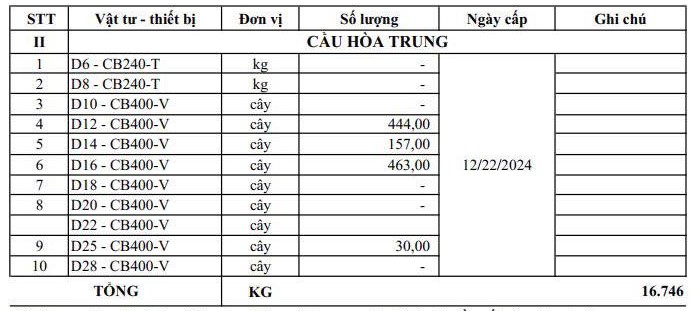 STT Vật tư - thiết bị Đơn vị Số lượng Ngày cấp Ghi chú
II CẦU HÒA TRUNG
1 D6 - CB240-T kg -
2 D8 - CB240-T kg -
3 D10 - CB400-V cây -
4 D12 - CB400-V cây 444,00
5 D14 - CB400-V cây 157,00
6 D16 - CB400-V cây 463,00 12/22/2024
7 D18 - CB400-V cây -
8 D20 - CB400-V cây -
D22 - CB400-V cây
9 D25 - CB400-V cây 30,00
10 D28 - CB400-V cây -
TỔNG KG 16.746